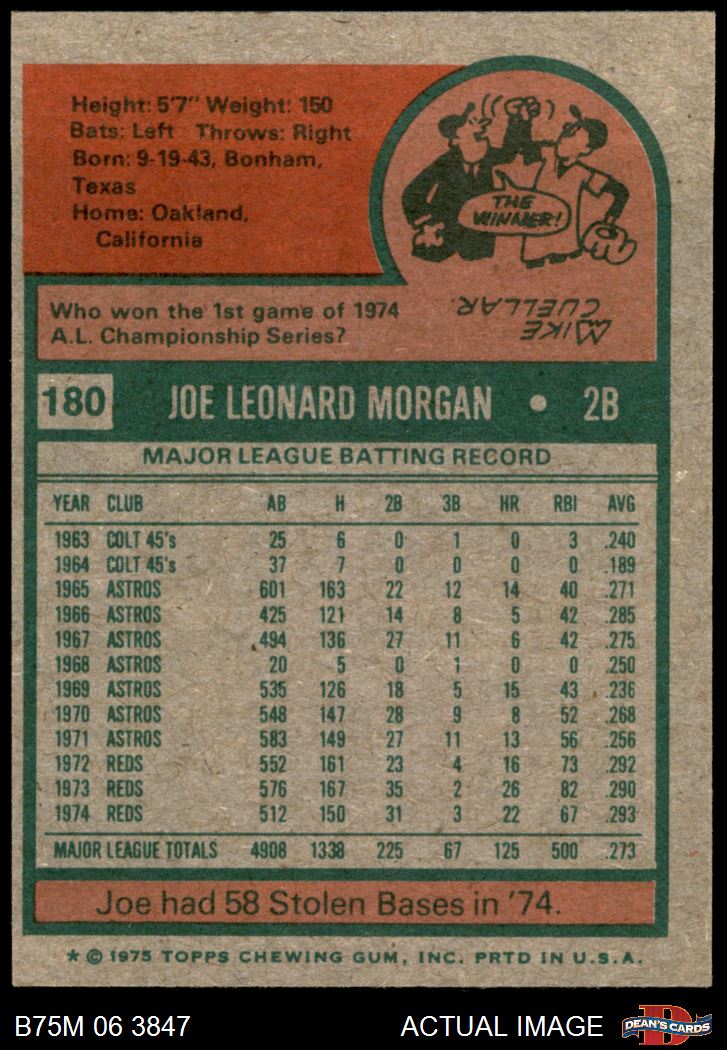 Height: 5'7" Weight: 150
Bats: Left Throws: Right
Born: 9-19-43, Bonham,
Texas
Home: Oakland,
California
THE
WINNER!
Who won the 1st game of 1974
A.L. Championship Series?
MIKE
CUELLAR.
180 JOE LEONARD MORGAN • 2B
MAJOR LEAGUE BATTING RECORD
YEAR CLUB AB H 2B 3B HR RBI AVG
1963 COLT 45's 25 6 0 1 0 3 .240
1964 COLT 45's 37 7 0 0 0 0 .189
1965 ASTROS 601 163 22 12 14 40 .271
1966 ASTROS 425 121 14 8 5 42 .285
1967 ASTROS 494 136 27 11 6 42 .275
1968 ASTROS 20 5 0 1 0 0 .250
1969 ASTROS 535 126 18 5 15 43 .236
1970 ASTROS 548 147 28 9 8 52 .268
1971 ASTROS 583 149 27 11 13 56 .256
1972 REDS 552 161 23 4 16 73 .292
1973 REDS 576 167 35 2 26 82 .290
1974 REDS 512 150 31 3 22 67 .293
MAJOR LEAGUE TOTALS 4908 1338 225 67 125 500 .273
Joe had 58 Stolen Bases in '74.
* © 1975 TOPPS CHEWING GUM, INC. PRTD IN U.S.A.
B75M 06 3847 ACTUAL IMAGE D DEAN'S CARDS